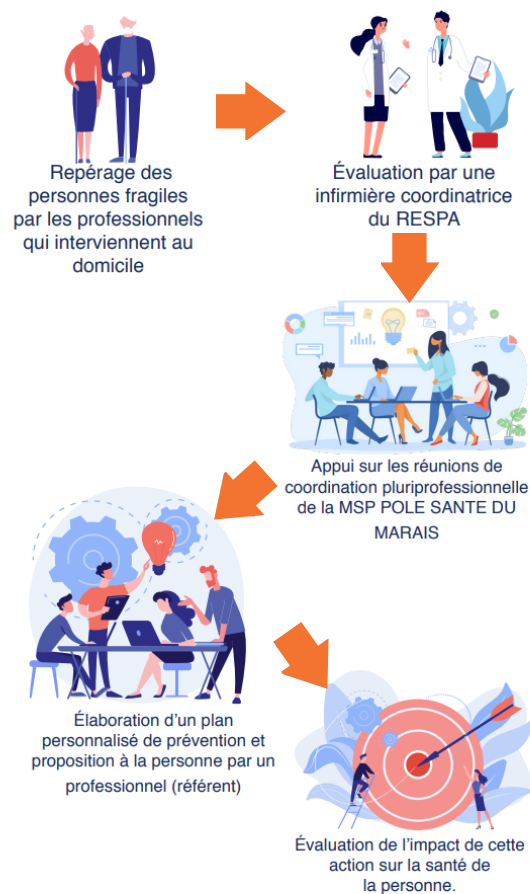 Repérage des
personnes fragiles
par les professionnels
qui interviennent au
domicile
Évaluation par une
infirmière coordinatrice
du RESPA
Appui sur les réunions de
coordination pluriprofessionnelle
de la MSP POLE SANTE DU
MARAIS
Élaboration d’un plan
personnalisé de prévention et
proposition à la personne par un
professionnel (référent)
Évaluation de l’impact de cette
action sur la santé de
la personne.